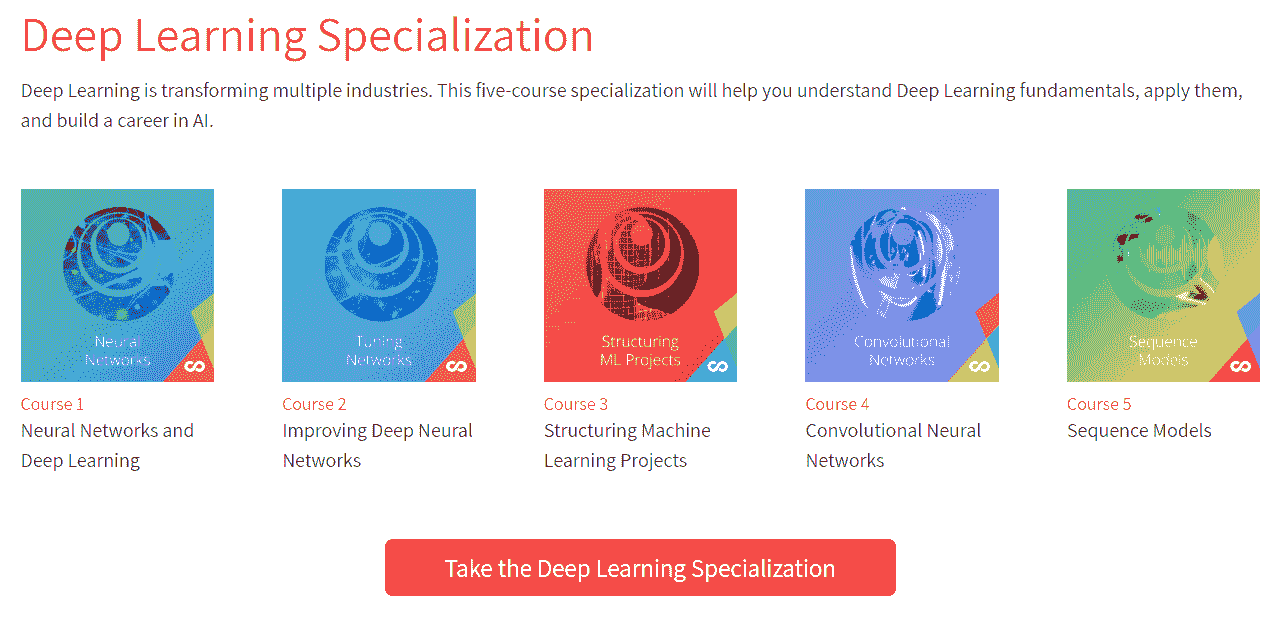 Deep Learning Specialization
Deep Learning is transforming multiple industries. This five-course specialization will help you understand Deep Learning fundamentals, apply them,
and build a career in AI.
Neural
Networks
Course 1
Neural Networks and
Deep Learning
Tuning
Networks
Course 2
Improving Deep Neural
Networks
Structuring
ML Projects
Course 3
Structuring Machine
Learning Projects
Convolutional
Networks
Course 4
Convolutional Neural
Networks
Sequence
Models
Course 5
Sequence Models
Take the Deep Learning Specialization